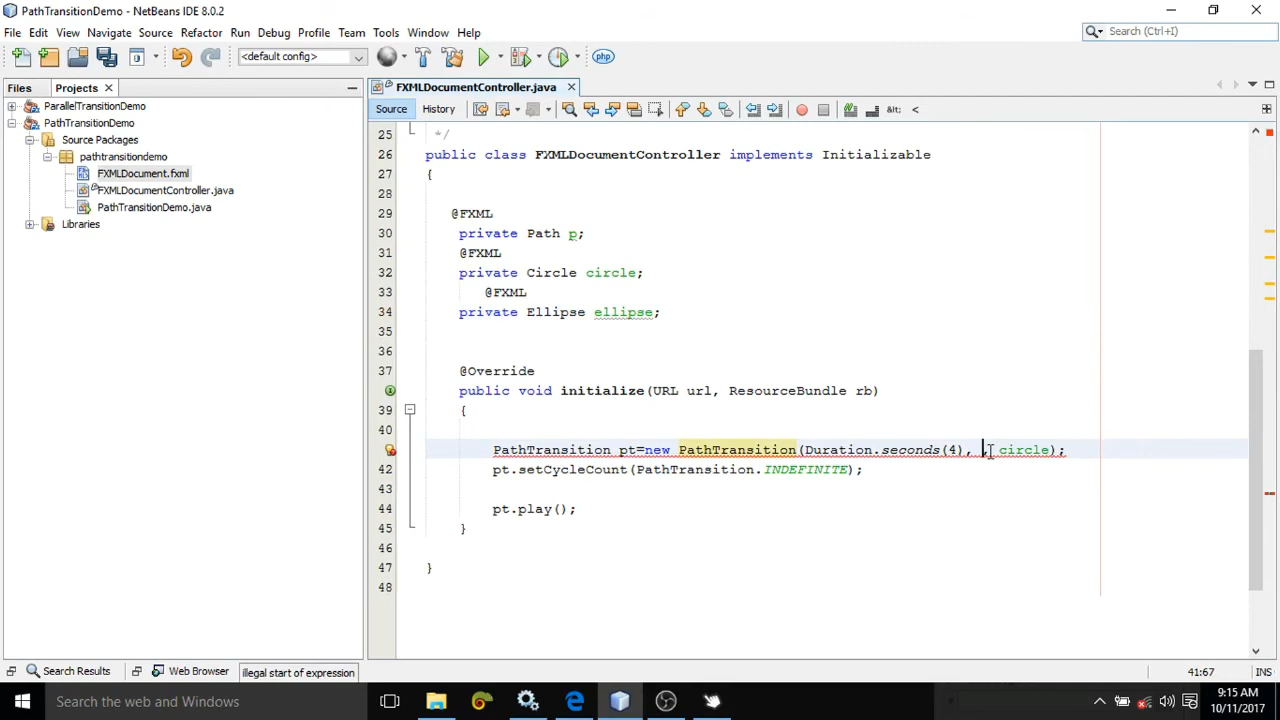 PathTransitionDemo - NetBeans IDE 8.0.2
File Edit View Navigate Source Refactor Run Debug Profile Team Tools Window Help
Search (Ctrl+I)
<default config>
php
Files Projects
FXMLDocumentController.java
ParallelTransitionDemo
PathTransitionDemo
Source Packages
pathtransitiondemo
FXMLDocument.fxml
FXMLDocumentController.java
PathTransitionDemo.java
Libraries
Source History
25 */
26 public class FXMLDocumentController implements Initializable
27 {
28
29 @FXML
30 private Path p;
31 @FXML
32 private Circle circle;
33 @FXML
34 private Ellipse ellipse;
35
36
37 @Override
public void initialize(URL url, ResourceBundle rb)
39 {
40
PathTransition pt=new PathTransition(Duration.seconds(4), , circle);
42 pt.setCycleCount(PathTransition.INDEFINITE);
43
44 pt.play();
45 }
46
47 }
48
Search Results Web Browser illegal start of expression
41:67 INS
Search the web and Windows
9:15 AM
10/11/2017